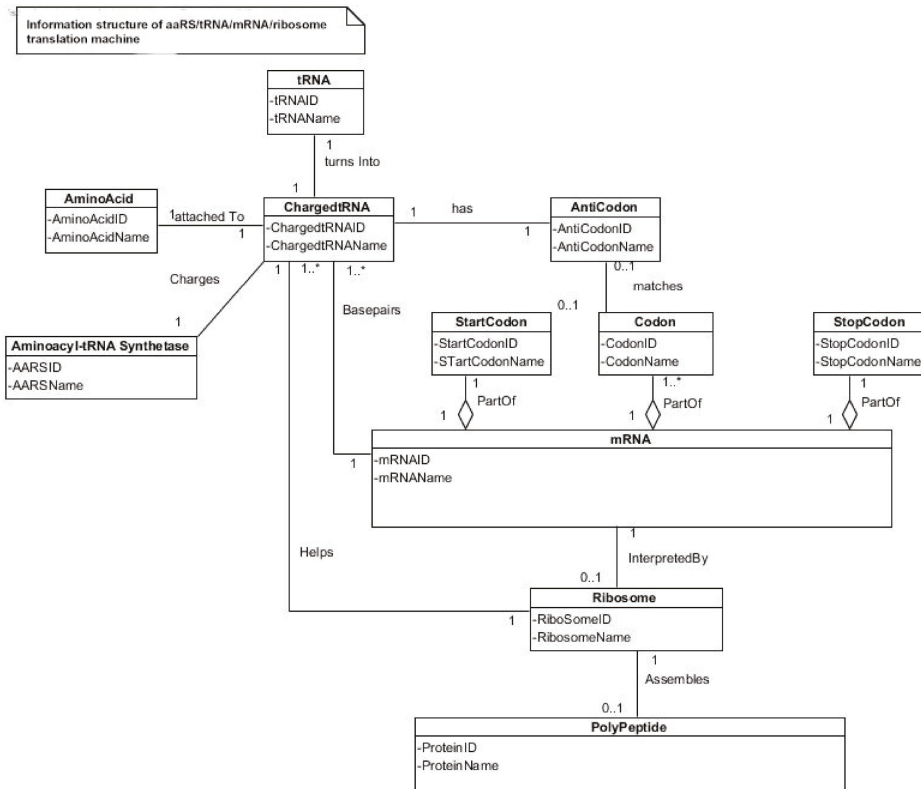 Information structure of aaRS/tRNA/mRNA/ribosome
translation machine
tRNA
-tRNAID
-tRNAName
1
turns Into
1
AminoAcid
-AminoAcidID
-AminoAcidName
1
attached To
1
ChargedtRNA
-ChargedtRNAID
-ChargedtRNAName
1
has
1
AntiCodon
-AntiCodonID
-AntiCodonName
1
1..*
1..*
0..1
Charges
matches
1
Basepairs
0..1
Aminoacyl-tRNA Synthetase
-AARSID
-AARSName
StartCodon
-StartCodonID
-STartCodonName
Codon
-CodonID
-CodonName
StopCodon
-StopCodonID
-StopCodonName
1
1..*
1
PartOf
PartOf
PartOf
1
1
1
mRNA
-mRNAID
-mRNAName
1
1
Helps
InterpretedBy
0..1
Ribosome
-RiboSomeID
-RibosomeName
1
1
Assembles
0..1
PolyPeptide
-ProteinID
-ProteinName